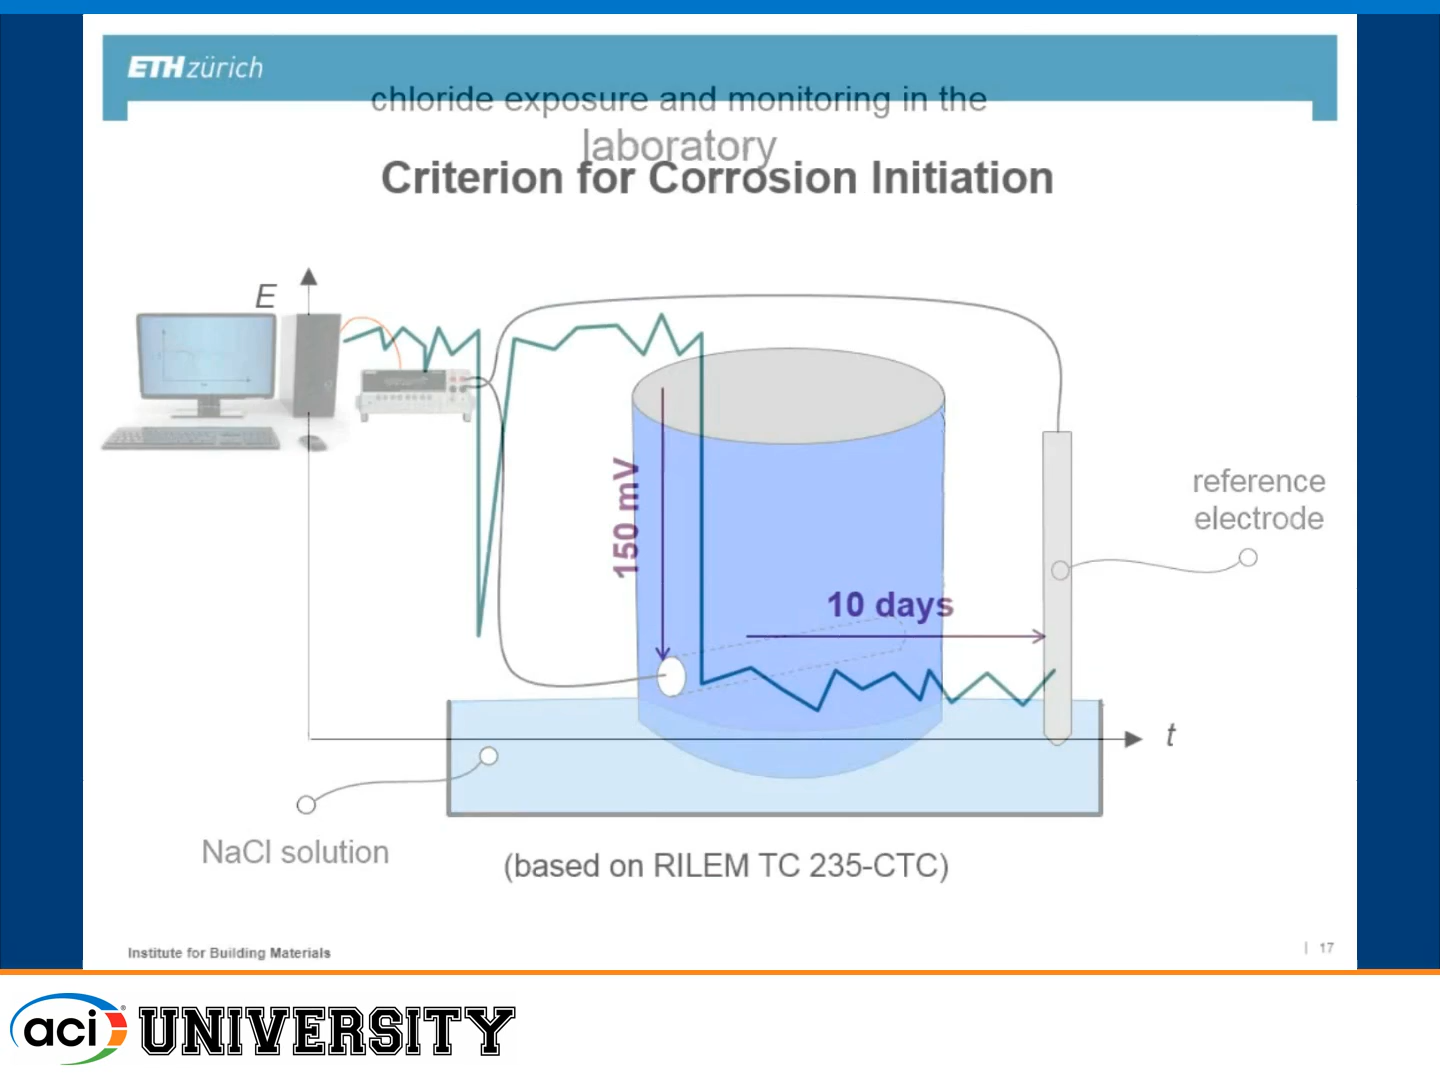 ETH zürich
chloride exposure and monitoring in the
laboratory
Criterion for Corrosion Initiation
E
150 mV
10 days
reference
electrode
t
NaCl solution
(based on RILEM TC 235-CTC)
Institute for Building Materials
| 17
aci UNIVERSITY